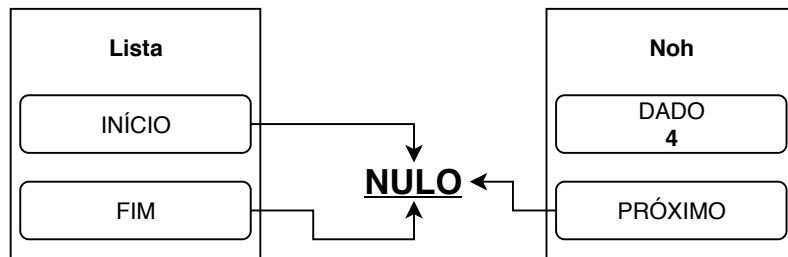 Lista
INÍCIO
FIM
NULO
Noh
DADO
4
PRÓXIMO